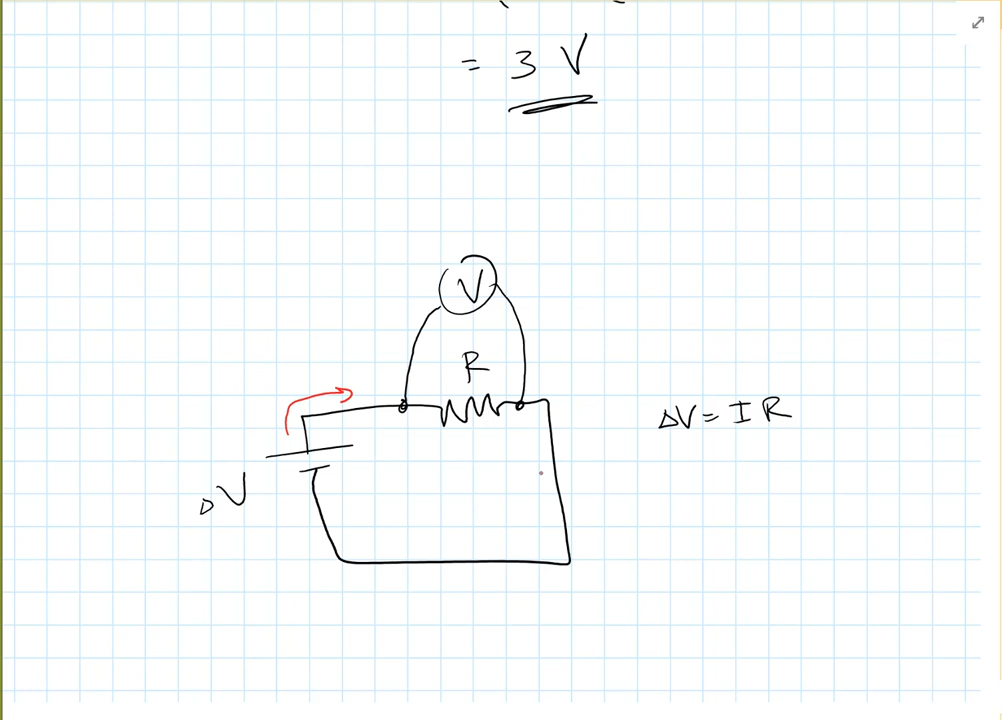 = 3 V
V
R
ΔV = I R
ΔV